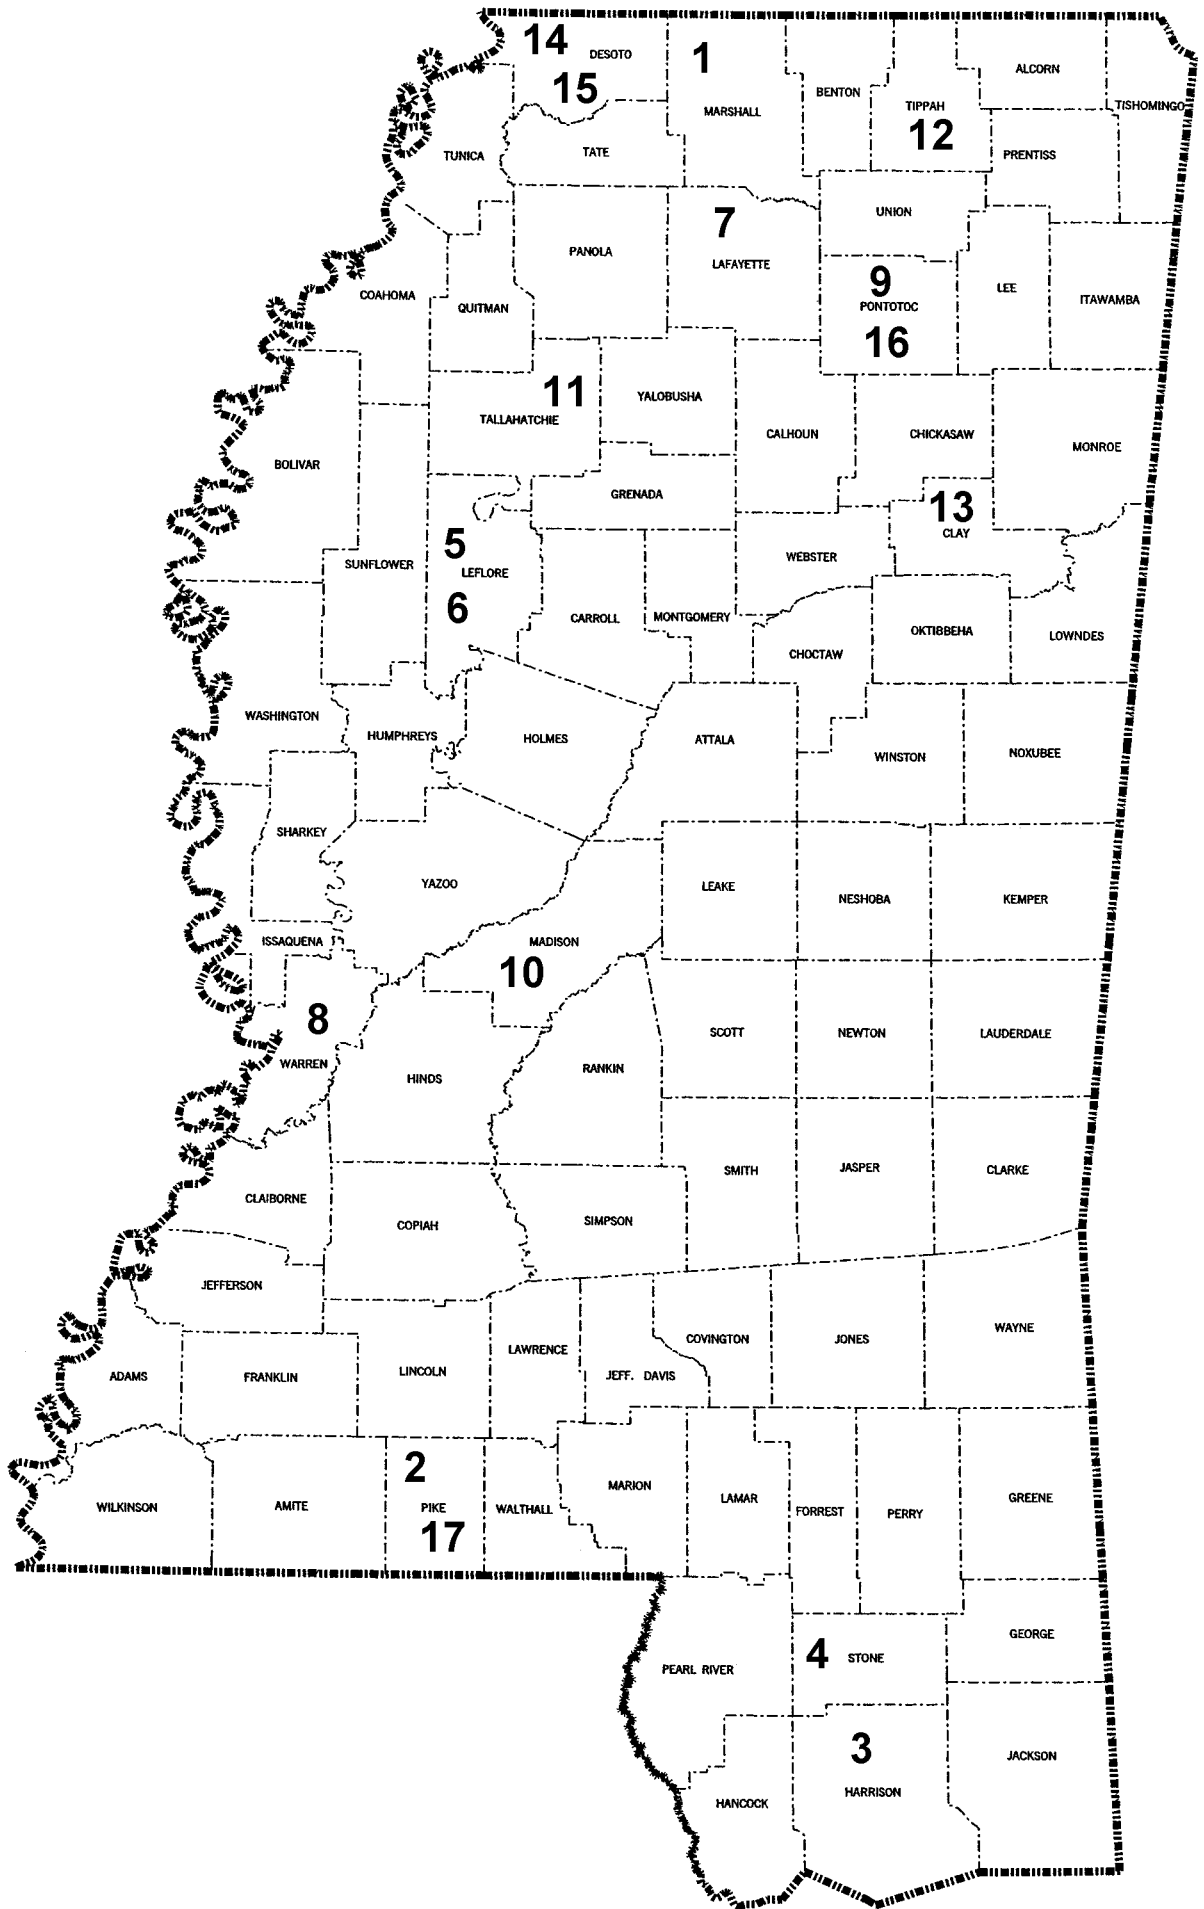 14
DESOTO
1
ALCORN
15
BENTON
MARSHALL
TIPPAH
TISHOMINGO
12
TUNICA
TATE
PRENTISS
7
UNION
PANOLA
LAFAYETTE
9
COAHOMA
QUITMAN
PONTOTOC
LEE
ITAWAMBA
16
11
YALOBUSHA
TALLAHATCHIE
CALHOUN
CHICKASAW
MONROE
BOLIVAR
GRENADA
13
CLAY
5
SUNFLOWER
LEFLORE
WEBSTER
6
CARROLL
MONTGOMERY
OKTIBBEHA
LOWNDES
CHOCTAW
WASHINGTON
HUMPHREYS
HOLMES
ATTALA
WINSTON
NOXUBEE
SHARKEY
YAZOO
LEAKE
NESHOBA
KEMPER
ISSAQUENA
MADISON
10
8
SCOTT
NEWTON
LAUDERDALE
WARREN
HINDS
RANKIN
SMITH
JASPER
CLARKE
CLAIBORNE
COPIAH
SIMPSON
JEFFERSON
COVINGTON
JONES
WAYNE
LAWRENCE
ADAMS
FRANKLIN
LINCOLN
JEFF. DAVIS
2
MARION
LAMAR
GREENE
WILKINSON
AMITE
PIKE
WALTHALL
FORREST
PERRY
17
GEORGE
4
STONE
PEARL RIVER
3
JACKSON
HARRISON
HANCOCK